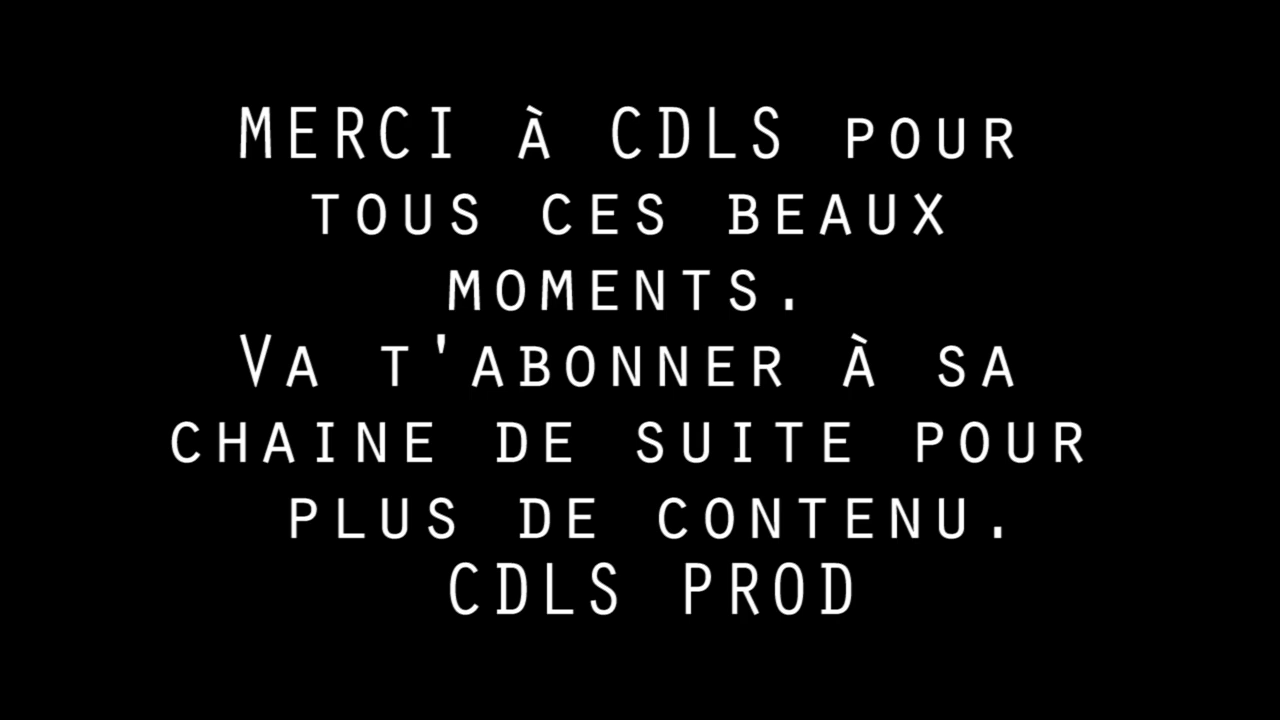 MERCI à CDLS pour
tous ces beaux
moments.
Va t'abonner à sa
chaine de suite pour
plus de contenu.
CDLS PROD